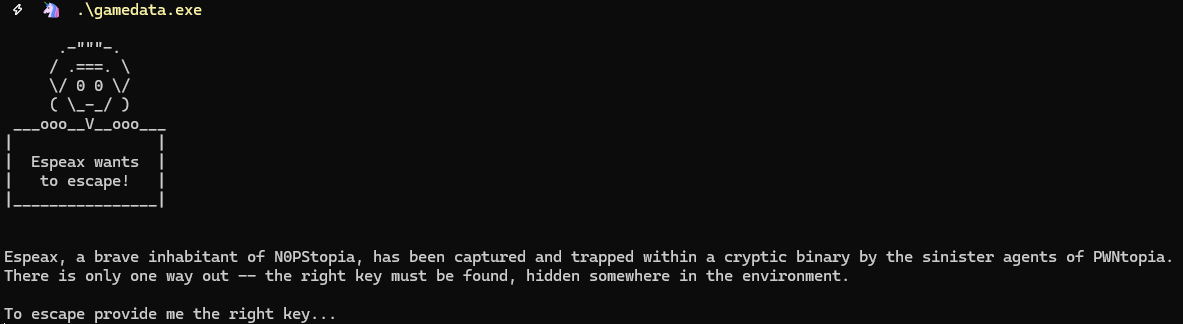 .\gamedata.exe
   .-"""-.
  / .===. \
  \/ 0 0 \/
  ( \_-_/ )
 ___ooo__V__ooo___
|                |
|  Espeax wants  |
|   to escape!   |
|________________|
Espeax, a brave inhabitant of N0PStopia, has been captured and trapped within a cryptic binary by the sinister agents of PWNtopia.
There is only one way out -- the right key must be found, hidden somewhere in the environment.
To escape provide me the right key...